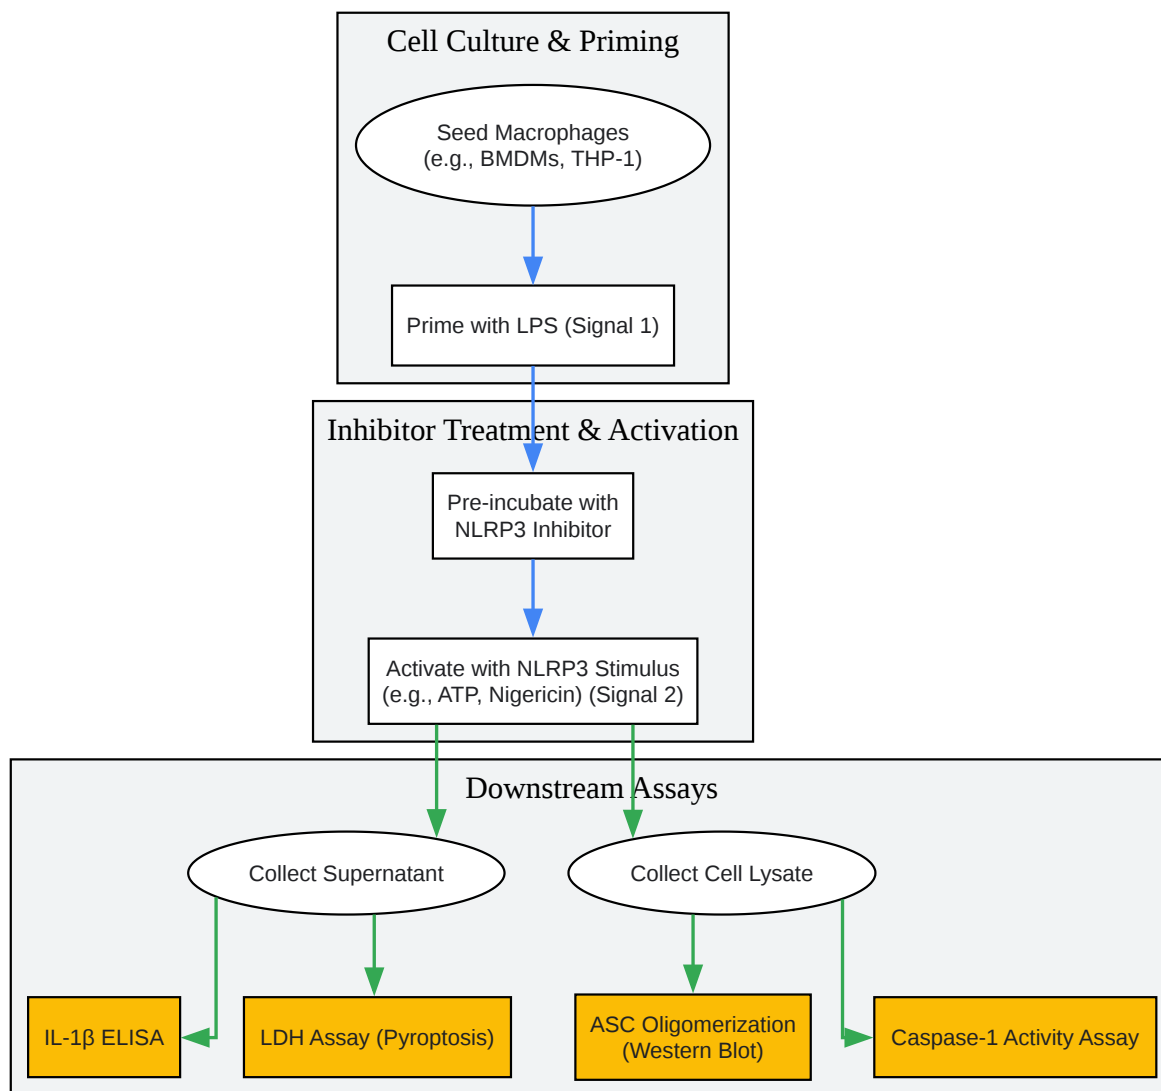 Cell Culture & Priming
Seed Macrophages
(e.g., BMDMs, THP-1)
Prime with LPS (Signal 1)
Inhibitor Treatment & Activation
Pre-incubate with
NLRP3 Inhibitor
Activate with NLRP3 Stimulus
(e.g., ATP, Nigericin) (Signal 2)
Downstream Assays
Collect Supernatant
Collect Cell Lysate
IL-1β ELISA
LDH Assay (Pyroptosis)
ASC Oligomerization
(Western Blot)
Caspase-1 Activity Assay